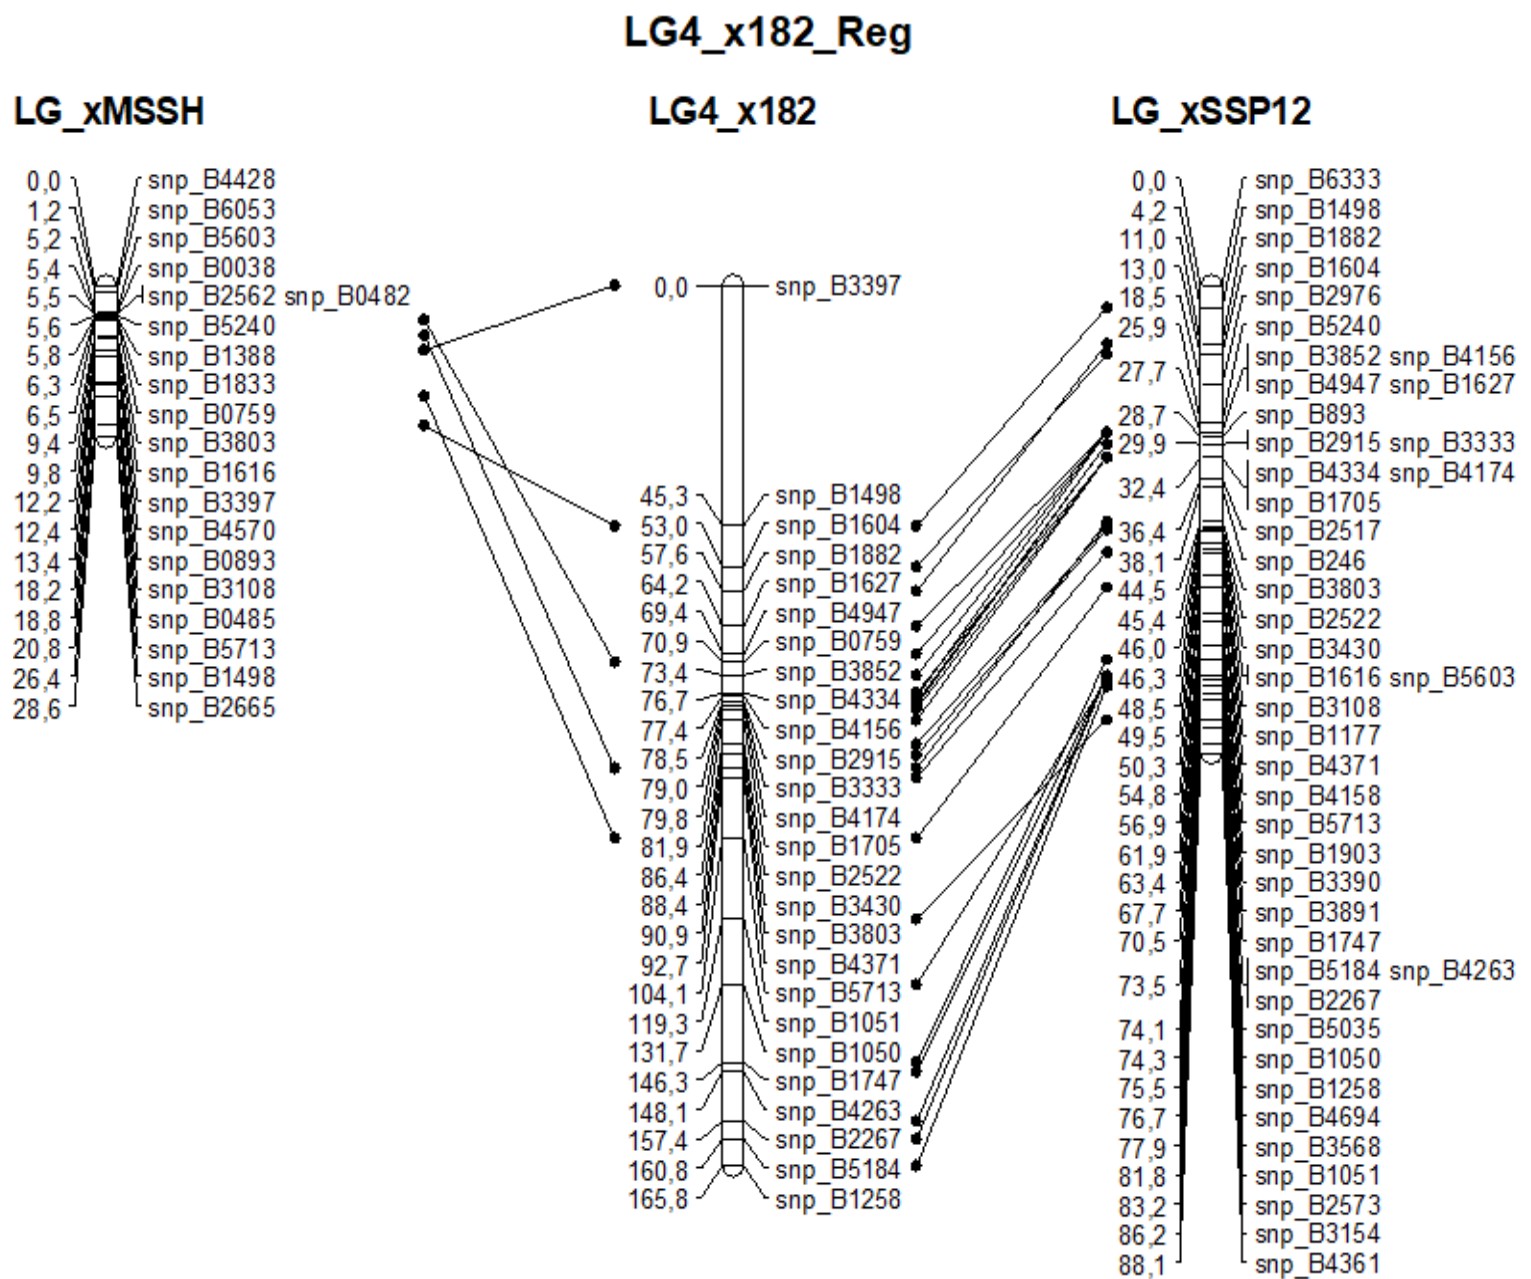 LG4_x182_Reg
LG_xMSSH
0,0 snp_B4428
1,2 snp_B6053
5,2 snp_B5603
5,4 snp_B0038
5,5 snp_B2562 snp_B0482
5,6 snp_B5240
5,8 snp_B1388
6,3 snp_B1833
6,5 snp_B0759
9,4 snp_B3803
9,8 snp_B1616
12,2 snp_B3397
12,4 snp_B4570
13,4 snp_B0893
18,2 snp_B3108
18,8 snp_B0485
20,8 snp_B5713
26,4 snp_B1498
28,6 snp_B2665
LG4_x182
0,0 snp_B3397
45,3 snp_B1498
53,0 snp_B1604
57,6 snp_B1882
64,2 snp_B1627
69,4 snp_B4947
70,9 snp_B0759
73,4 snp_B3852
76,7 snp_B4334
77,4 snp_B4156
78,5 snp_B2915
79,0 snp_B3333
79,8 snp_B4174
81,9 snp_B1705
86,4 snp_B2522
88,4 snp_B3430
90,9 snp_B3803
92,7 snp_B4371
104,1 snp_B5713
119,3 snp_B1051
131,7 snp_B1050
146,3 snp_B1747
148,1 snp_B4263
157,4 snp_B2267
160,8 snp_B5184
165,8 snp_B1258
LG_xSSP12
0,0 snp_B6333
4,2 snp_B1498
11,0 snp_B1882
13,0 snp_B1604
18,5 snp_B2976
25,9 snp_B5240
snp_B3852 snp_B4156
27,7 snp_B4947 snp_B1627
28,7 snp_B893
29,9 snp_B2915 snp_B3333
snp_B4334 snp_B4174
32,4 snp_B1705
36,4 snp_B2517
38,1 snp_B246
44,5 snp_B3803
45,4 snp_B2522
46,0 snp_B3430
46,3 snp_B1616 snp_B5603
48,5 snp_B3108
49,5 snp_B1177
50,3 snp_B4371
54,8 snp_B4158
56,9 snp_B5713
61,9 snp_B1903
63,4 snp_B3390
67,7 snp_B3891
70,5 snp_B1747
snp_B5184 snp_B4263
73,5 snp_B2267
74,1 snp_B5035
74,3 snp_B1050
75,5 snp_B1258
76,7 snp_B4694
77,9 snp_B3568
81,8 snp_B1051
83,2 snp_B2573
86,2 snp_B3154
88,1 snp_B4361